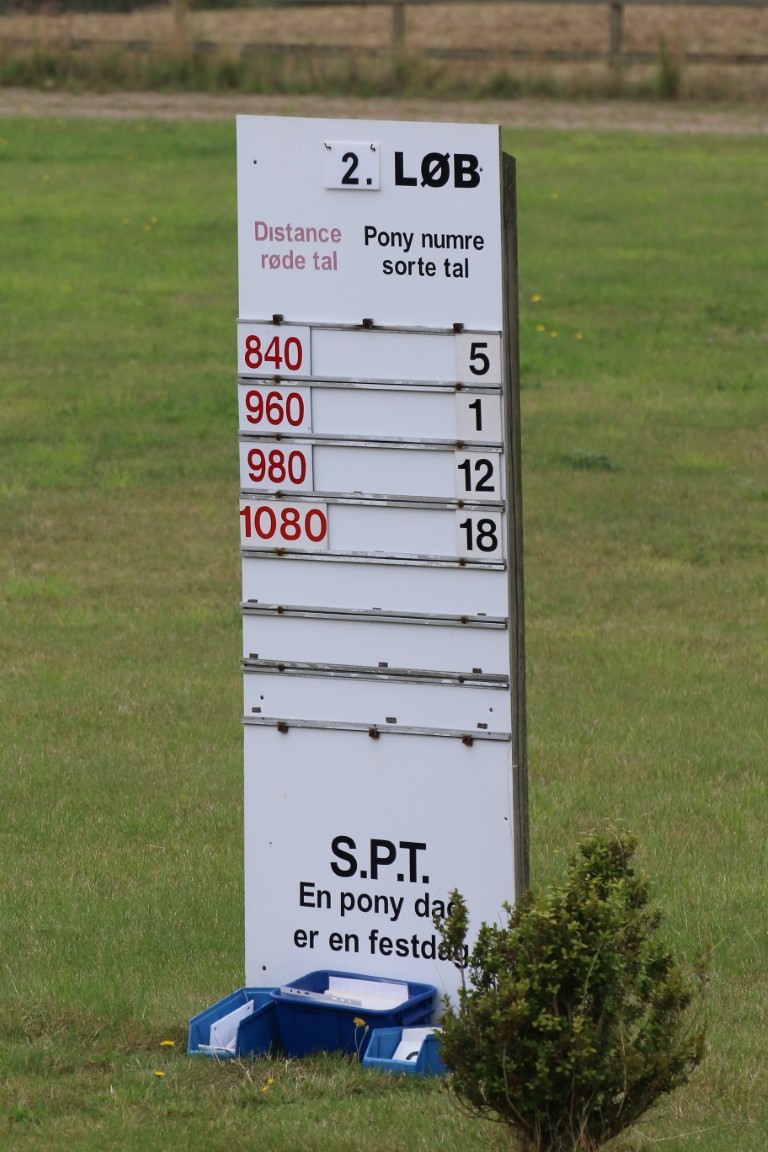 2. LØB
Distance Pony numre
røde tal sorte tal
840 5
960 1
980 12
1080 18
S.P.T.
En pony dag
er en festdag